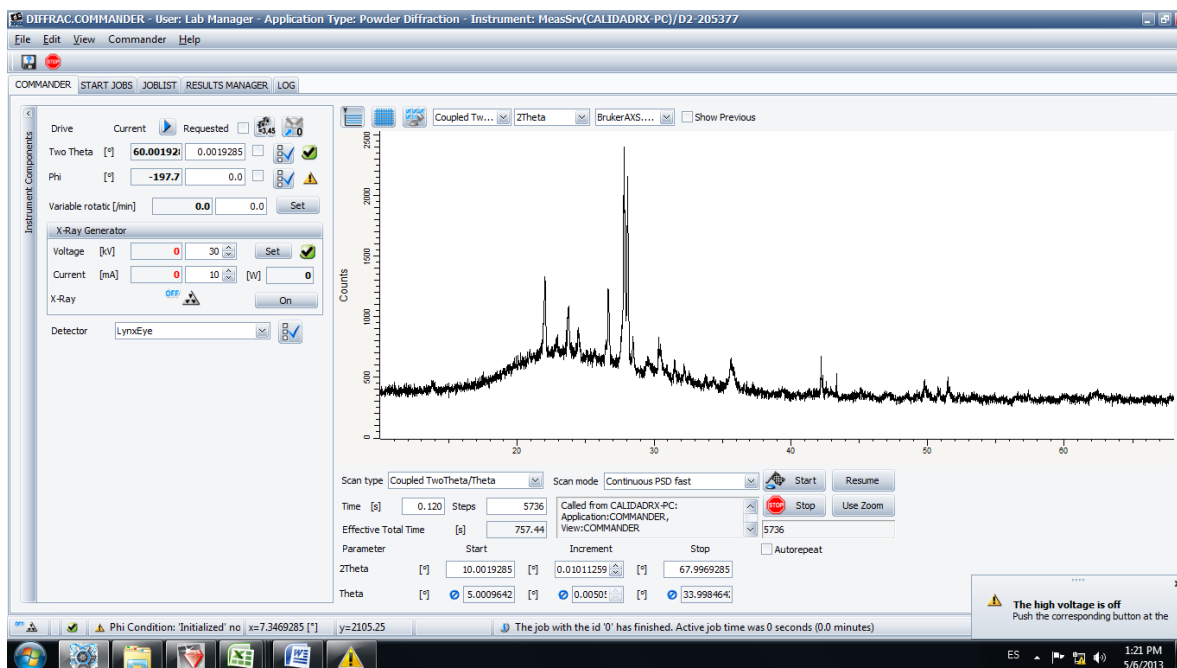 DIFFRAC.COMMANDER - User: Lab Manager - Application Type: Powder Diffraction - Instrument: MeasSrv(CALIDADRX-PC)/D2-205377
File Edit View Commander Help
STOP
COMMANDER START JOBS JOBLIST RESULTS MANAGER LOG
Instrument Components
Drive Current Requested
Two Theta [º] 60.00192 0.0019285
Phi [º] -197.7 0.0
Variable rotatic [/min] 0.0 0.0 Set
X-Ray Generator
Voltage [kV] 0 30 Set
Current [mA] 0 10 [W] 0
X-Ray OFF On
Detector LynxEye
Coupled Tw... 2Theta BrukerAXS.... Show Previous
Counts
2500
2000
1500
1000
500
0
20 30 40 50 60
Scan type Coupled TwoTheta/Theta Scan mode Continuous PSD fast Start Resume
Time [s] 0.120 Steps 5736 Called from CALIDADRX-PC: STOP Stop Use Zoom
Application:COMMANDER,
Effective Total Time [s] 757.44 View:COMMANDER 5736
Parameter Start Increment Stop Autorepeat
2Theta [º] 10.0019285 [º] 0.01011259 [º] 67.9969285
Theta [º] 5.0009642 [º] 0.00505 [º] 33.998464
The high voltage is off
Push the corresponding button at the
OFF Phi Condition: 'Initialized' no x=7.3469285 [°] y=2105.25 The job with the id '0' has finished. Active job time was 0 seconds (0.0 minutes)
ES 1:21 PM
5/6/2013